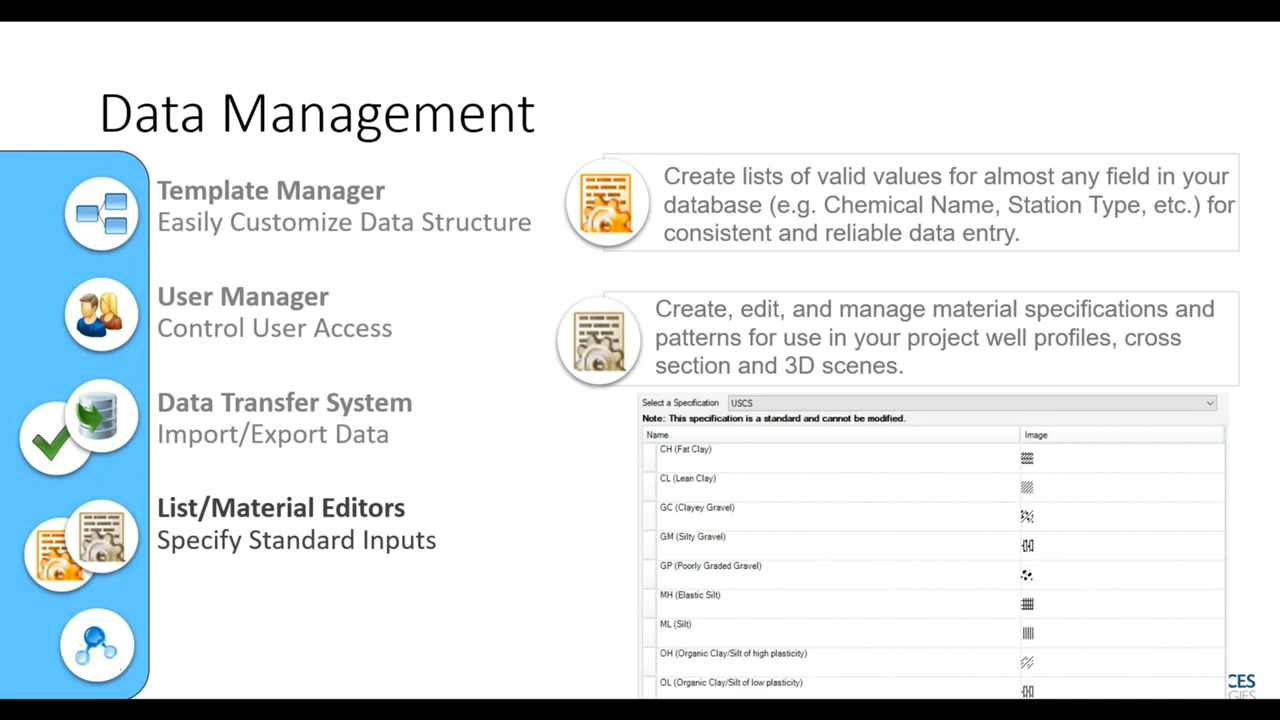 Data Management
Template Manager
Easily Customize Data Structure
User Manager
Control User Access
Data Transfer System
Import/Export Data
List/Material Editors
Specify Standard Inputs
Create lists of valid values for almost any field in your
database (e.g. Chemical Name, Station Type, etc.) for
consistent and reliable data entry.
Create, edit, and manage material specifications and
patterns for use in your project well profiles, cross
section and 3D scenes.
Select a Specification USCS
Note: This specification is a standard and cannot be modified.
Name Image
CH (Fat Clay)
CL (Lean Clay)
GC (Clayey Gravel)
GM (Silty Gravel)
GP (Poorly Graded Gravel)
MH (Elastic Silt)
ML (Silt)
OH (Organic Clay/Silt of high plasticity)
OL (Organic Clay/Silt of low plasticity)
CES
GIES